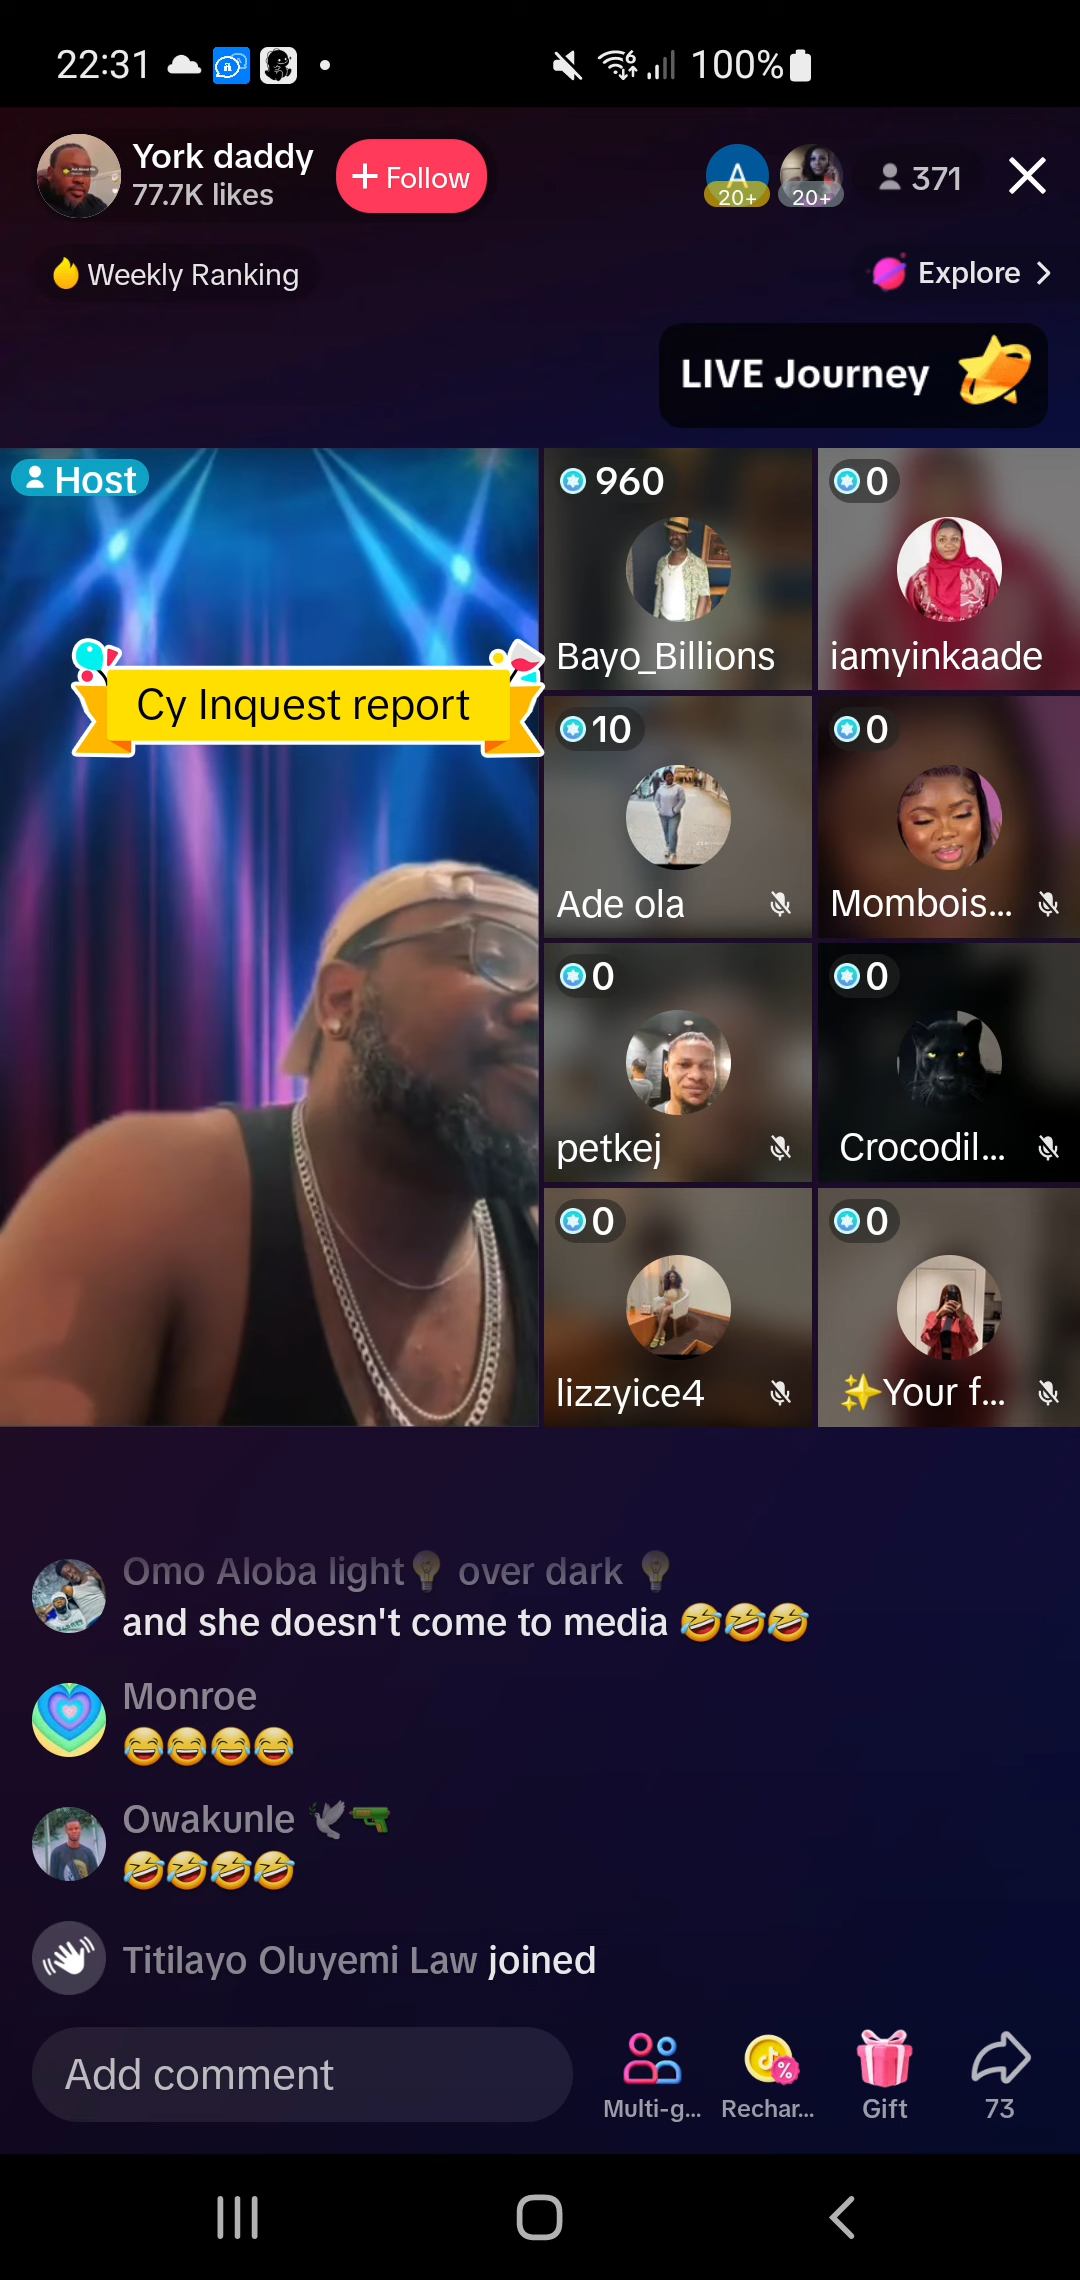 22:31
100%
York daddy
77.7K likes
+ Follow
A
20+
20+
371
Weekly Ranking
Explore >
LIVE Journey
Host
Cy Inquest report
960
Bayo_Billions
0
iamyinkaade
10
Ade ola
0
Mombois...
0
petkej
0
Crocodil...
0
lizzyice4
0
✨Your f...
Omo Aloba light💡 over dark 💡
and she doesn't come to media 🤣🤣🤣
Monroe
😂😂😂😂
Owakunle 🕊🔫
🤣🤣🤣🤣
Titilayo Oluyemi Law joined
Add comment
Multi-g...
Rechar...
Gift
73